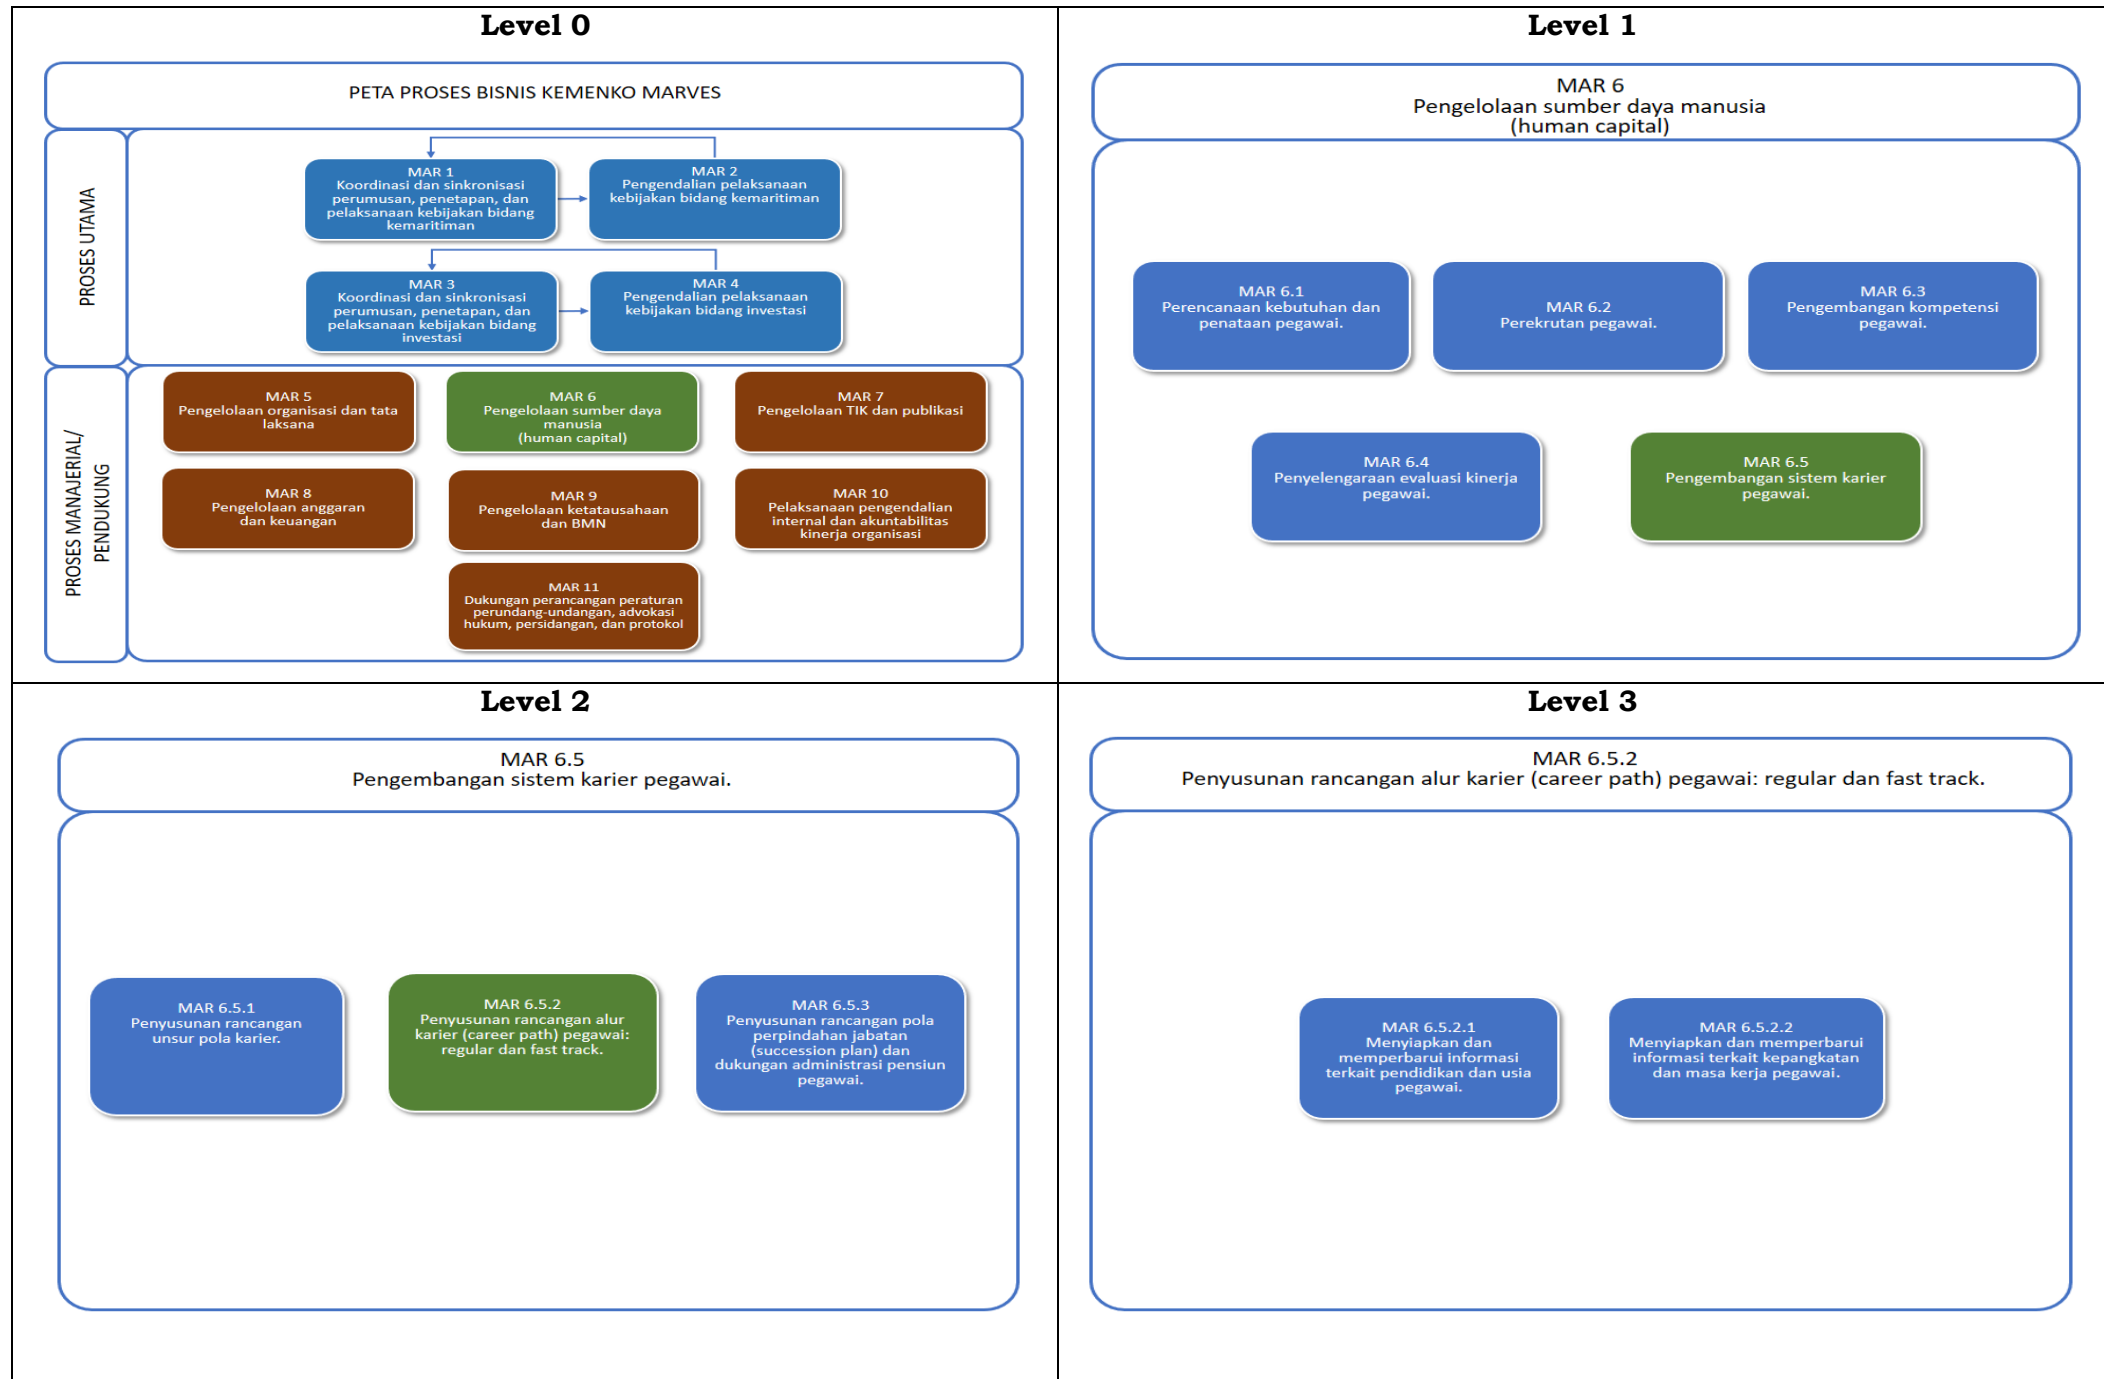 Level 0
PETA PROSES BISNIS KEMENKO MARVES
PROSES UTAMA
MAR 1
Koordinasi dan sinkronisasi
perumusan, penetapan, dan
pelaksanaan kebijakan bidang
kemaritiman
MAR 2
Pengendalian pelaksanaan
kebijakan bidang kemaritiman
MAR 3
Koordinasi dan sinkronisasi
perumusan, penetapan, dan
pelaksanaan kebijakan bidang
investasi
MAR 4
Pengendalian pelaksanaan
kebijakan bidang investasi
PROSES MANAJERIAL/
PENDUKUNG
MAR 5
Pengelolaan organisasi dan tata
laksana
MAR 6
Pengelolaan sumber daya
manusia
(human capital)
MAR 7
Pengelolaan TIK dan publikasi
MAR 8
Pengelolaan anggaran
dan keuangan
MAR 9
Pengelolaan ketatausahaan
dan BMN
MAR 10
Pelaksanaan pengendalian
internal dan akuntabilitas
kinerja organisasi
MAR 11
Dukungan perancangan peraturan
perundang-undangan, advokasi
hukum, persidangan, dan protokol
Level 1
MAR 6
Pengelolaan sumber daya manusia
(human capital)
MAR 6.1
Perencanaan kebutuhan dan
penataan pegawai.
MAR 6.2
Perekrutan pegawai.
MAR 6.3
Pengembangan kompetensi
pegawai.
MAR 6.4
Penyelengaraan evaluasi kinerja
pegawai.
MAR 6.5
Pengembangan sistem karier
pegawai.
Level 2
MAR 6.5
Pengembangan sistem karier pegawai.
MAR 6.5.1
Penyusunan rancangan
unsur pola karier.
MAR 6.5.2
Penyusunan rancangan alur
karier (career path) pegawai:
regular dan fast track.
MAR 6.5.3
Penyusunan rancangan pola
perpindahan jabatan
(succession plan) dan
dukungan administrasi pensiun
pegawai.
Level 3
MAR 6.5.2
Penyusunan rancangan alur karier (career path) pegawai: regular dan fast track.
MAR 6.5.2.1
Menyiapkan dan
memperbarui informasi
terkait pendidikan dan usia
pegawai.
MAR 6.5.2.2
Menyiapkan dan memperbarui
informasi terkait kepangkatan
dan masa kerja pegawai.